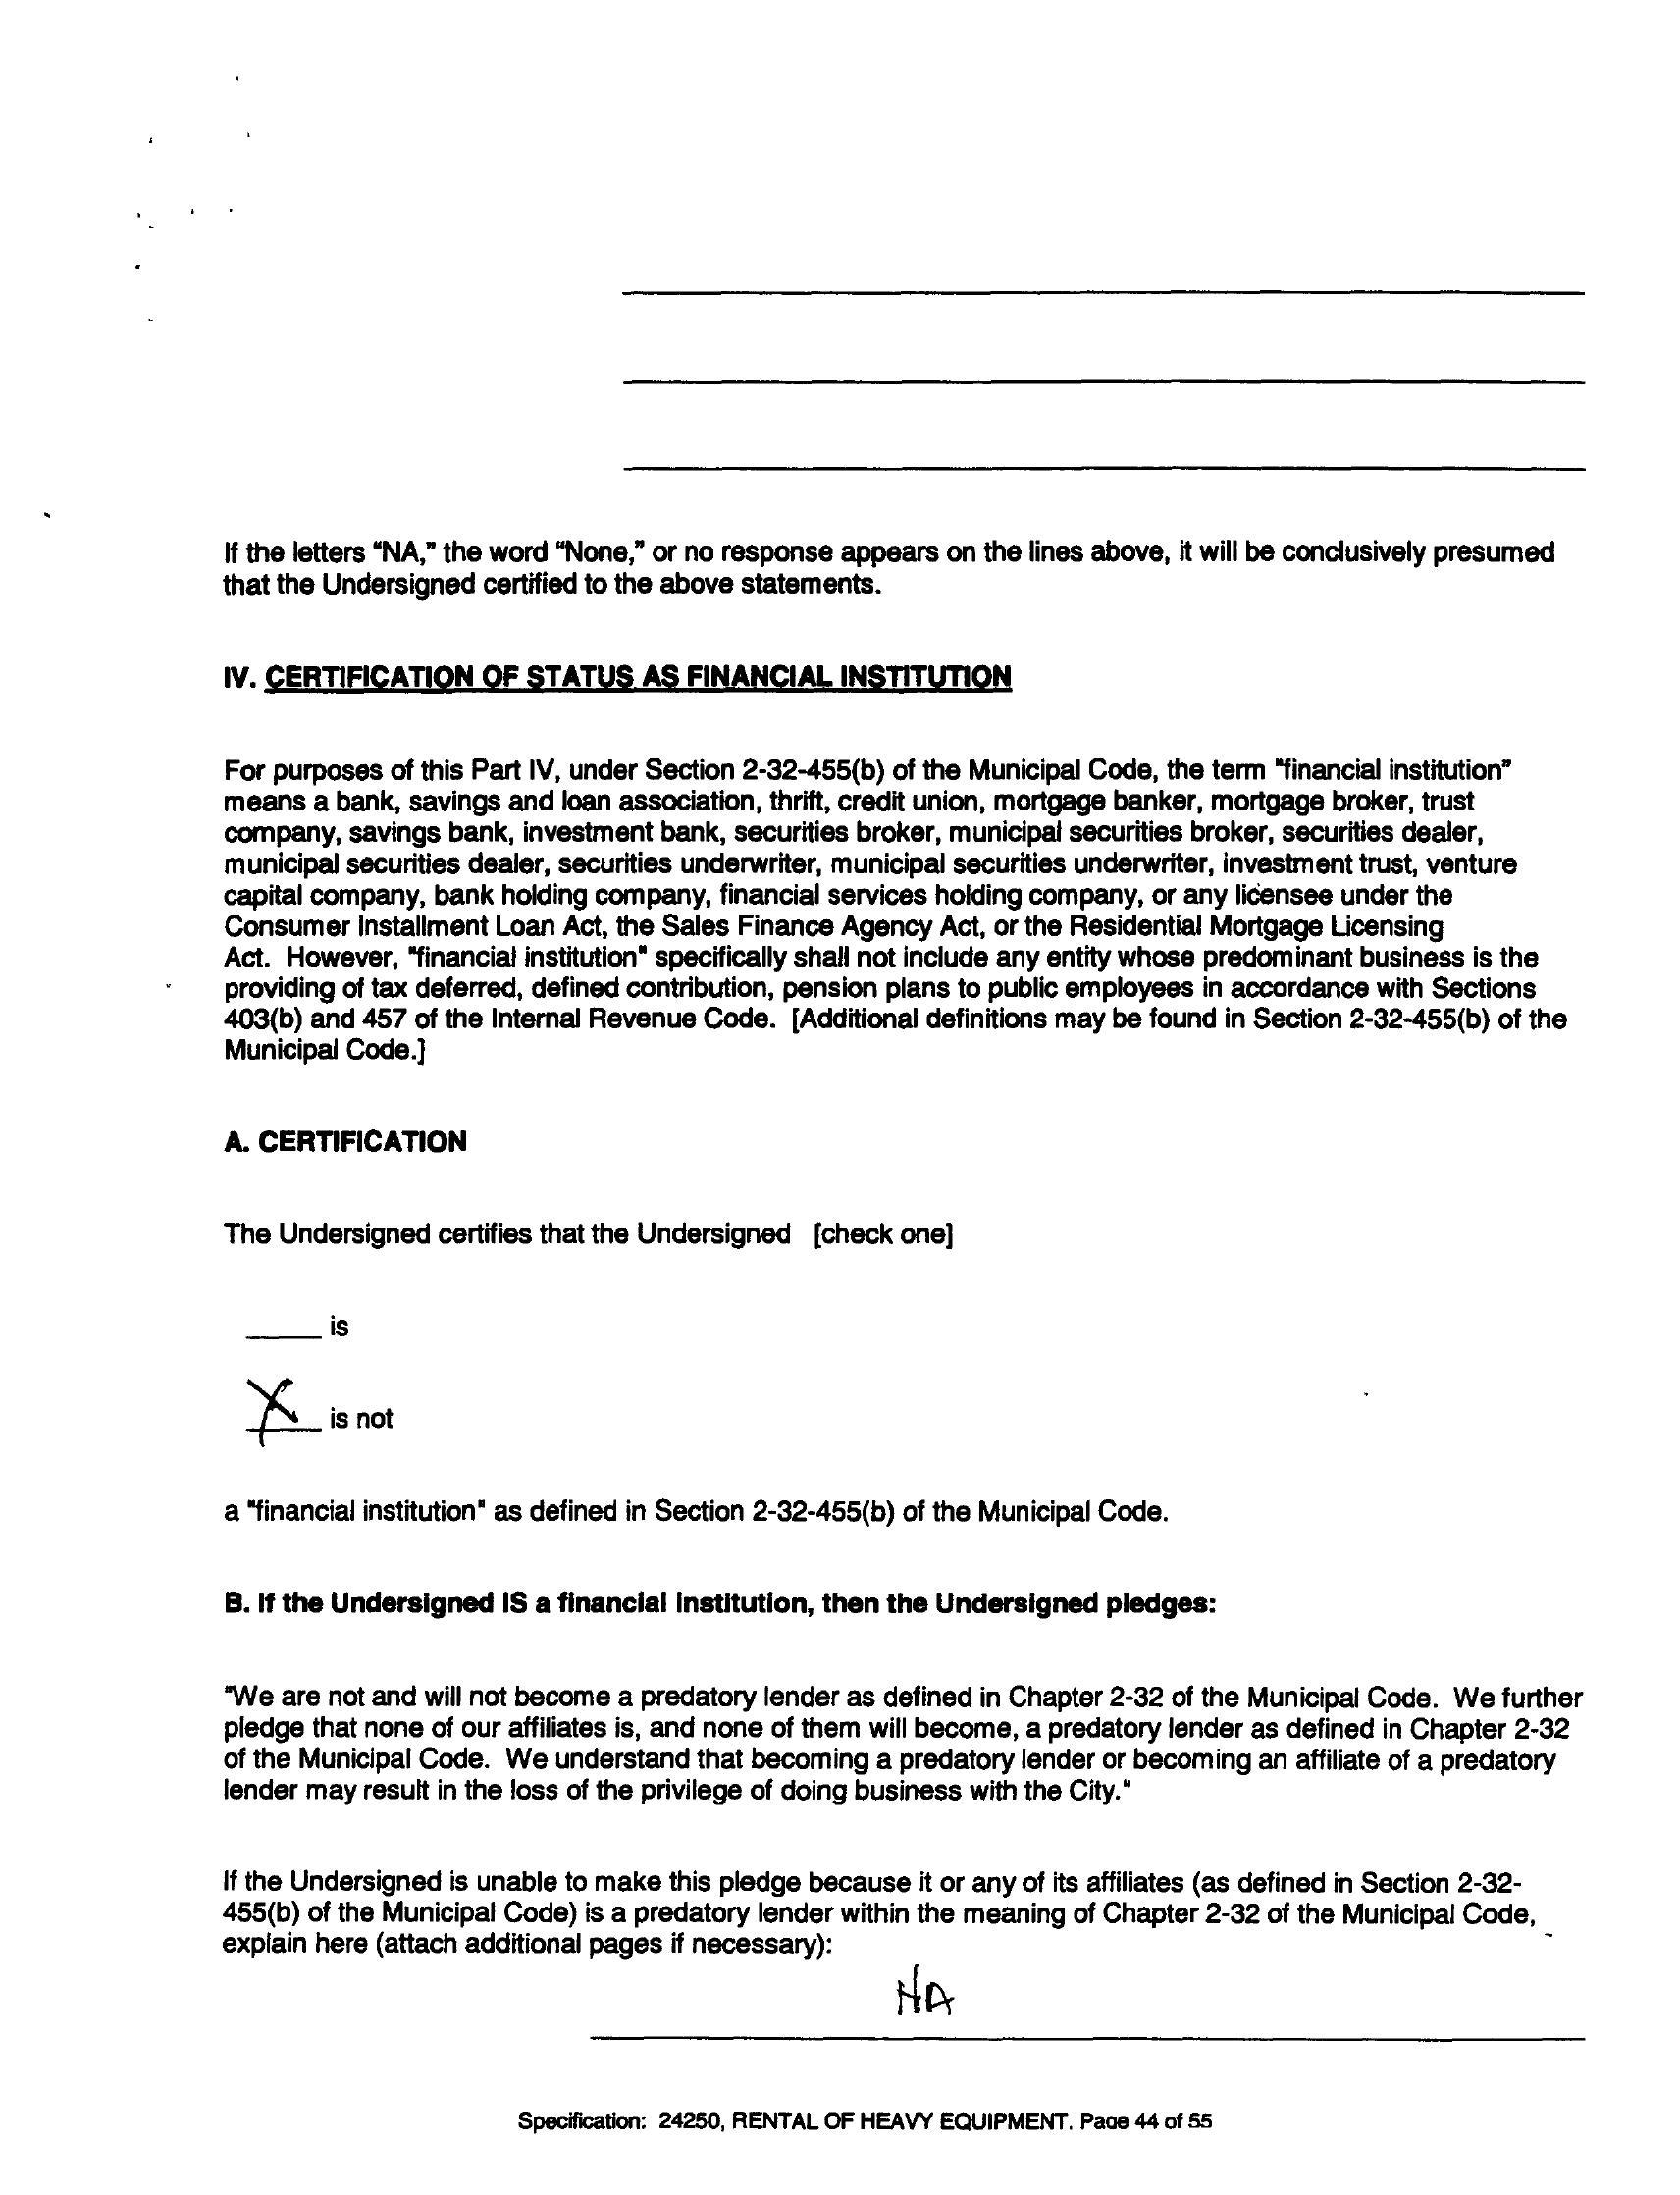 If the letters “NA,” the word “None,” or no response appears on the lines above, it will be conclusively presumed
that the Undersigned certified to the above statements.
IV. CERTIFICATION OF STATUS AS FINANCIAL INSTITUTION
For purposes of this Part IV, under Section 2-32-455(b) of the Municipal Code, the term "financial institution"
means a bank, savings and loan association, thrift, credit union, mortgage banker, mortgage broker, trust
company, savings bank, investment bank, securities broker, municipal securities broker, securities dealer,
municipal securities dealer, securities underwriter, municipal securities underwriter, investment trust, venture
capital company, bank holding company, financial services holding company, or any licensee under the
Consumer Installment Loan Act, the Sales Finance Agency Act, or the Residential Mortgage Licensing
Act. However, "financial institution" specifically shall not include any entity whose predominant business is the
providing of tax deferred, defined contribution, pension plans to public employees in accordance with Sections
403(b) and 457 of the Internal Revenue Code. [Additional definitions may be found in Section 2-32-455(b) of the
Municipal Code.]
A. CERTIFICATION
The Undersigned certifies that the Undersigned [check one]
_____ is
X is not
a "financial institution" as defined in Section 2-32-455(b) of the Municipal Code.
B. If the Undersigned IS a financial institution, then the Undersigned pledges:
"We are not and will not become a predatory lender as defined in Chapter 2-32 of the Municipal Code. We further
pledge that none of our affiliates is, and none of them will become, a predatory lender as defined in Chapter 2-32
of the Municipal Code. We understand that becoming a predatory lender or becoming an affiliate of a predatory
lender may result in the loss of the privilege of doing business with the City."
If the Undersigned is unable to make this pledge because it or any of its affiliates (as defined in Section 2-32-
455(b) of the Municipal Code) is a predatory lender within the meaning of Chapter 2-32 of the Municipal Code,
explain here (attach additional pages if necessary):
NA
Specification: 24250, RENTAL OF HEAVY EQUIPMENT. Page 44 of 55